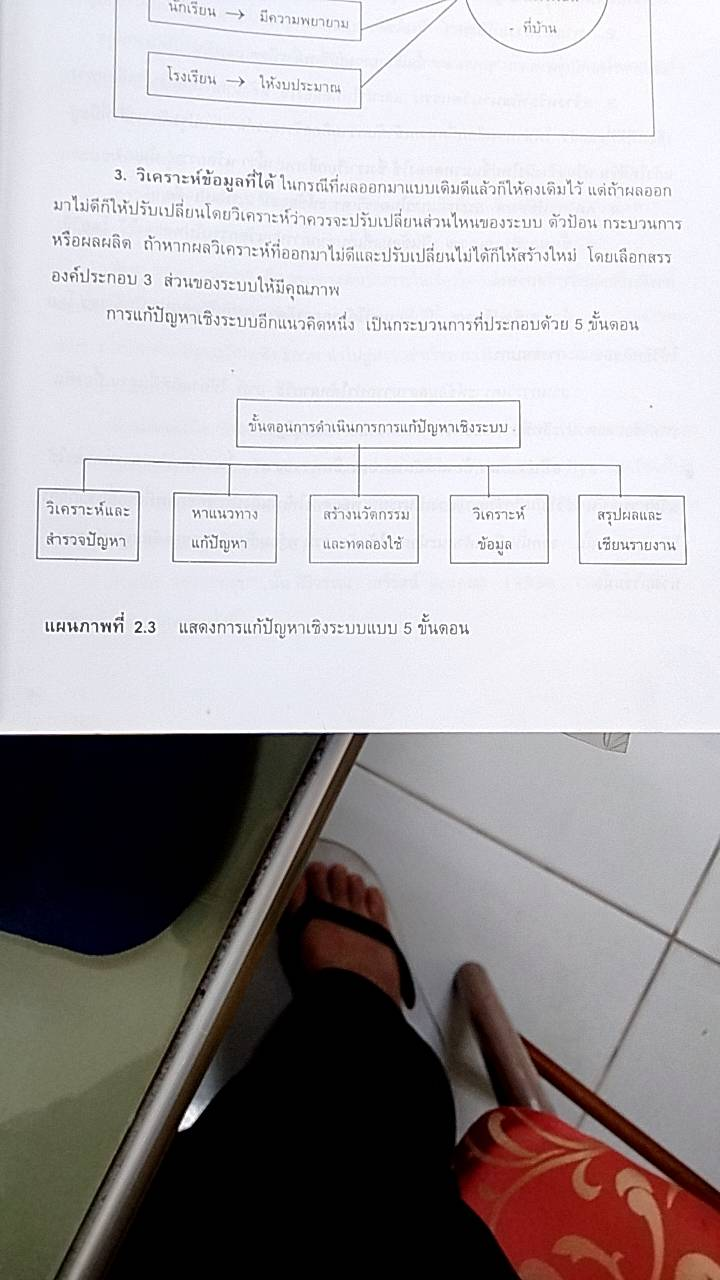 นักเรียน → มีความพยายาม
- ที่บ้าน
โรงเรียน → ให้งบประมาณ
3. วิเคราะห์ข้อมูลที่ได้ ในกรณีที่ผลออกมาแบบเดิมดีแล้วก็ให้คงเดิมไว้ แต่ถ้าผลออก
มาไม่ดีก็ให้ปรับเปลี่ยนโดยวิเคราะห์ว่าควรจะปรับเปลี่ยนส่วนไหนของระบบ ตัวป้อน กระบวนการ
หรือผลผลิต ถ้าหากผลวิเคราะห์ที่ออกมาไม่ดีและปรับเปลี่ยนไม่ได้ก็ให้สร้างใหม่ โดยเลือกสรร
องค์ประกอบ 3 ส่วนของระบบให้มีคุณภาพ
การแก้ปัญหาเชิงระบบอีกแนวคิดหนึ่ง เป็นกระบวนการที่ประกอบด้วย 5 ขั้นตอน
ขั้นตอนการดำเนินการการแก้ปัญหาเชิงระบบ
วิเคราะห์และ
สำรวจปัญหา
หาแนวทาง
แก้ปัญหา
สร้างนวัตกรรม
และทดลองใช้
วิเคราะห์
ข้อมูล
สรุปผลและ
เขียนรายงาน
แผนภาพที่ 2.3 แสดงการแก้ปัญหาเชิงระบบแบบ 5 ขั้นตอน